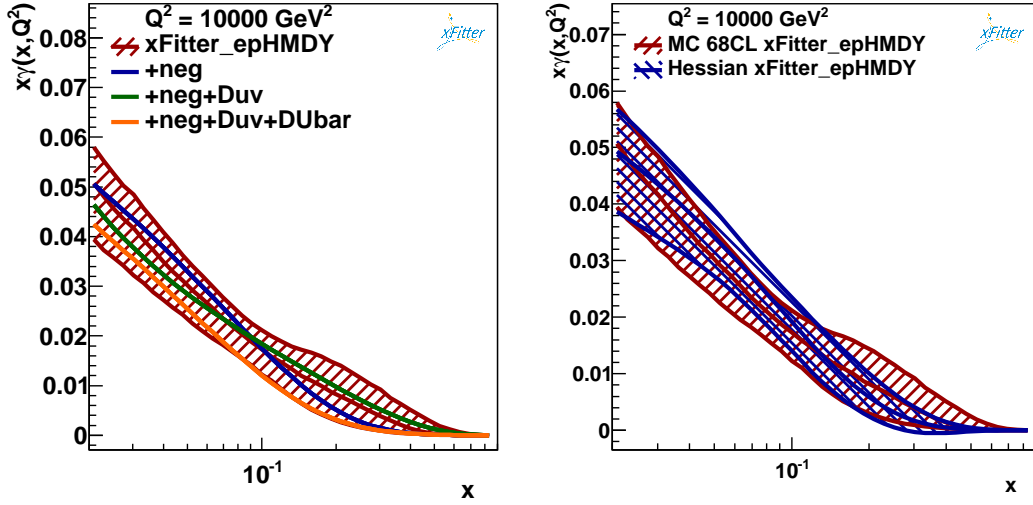 Q² = 10000 GeV²
xFitter_epHMDY
+neg
+neg+Duv
+neg+Duv+DUbar
xFitter
xγ(x,Q²)
0.08
0.07
0.06
0.05
0.04
0.03
0.02
0.01
0
10⁻¹
x
Q² = 10000 GeV²
MC 68CL xFitter_epHMDY
Hessian xFitter_epHMDY
xFitter
xγ(x,Q²)
0.07
0.06
0.05
0.04
0.03
0.02
0.01
0
10⁻¹
x